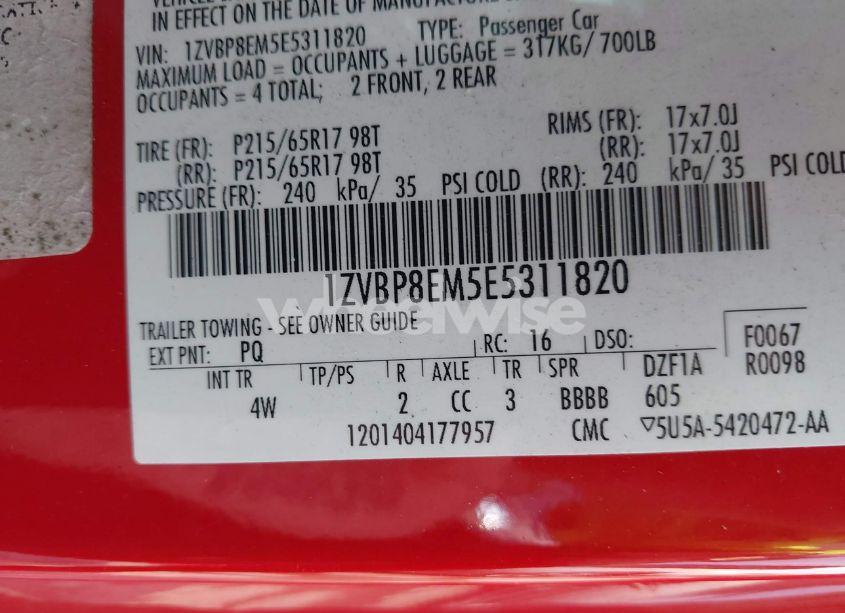 IN EFFECT ON THE DATE OF MANUFACTURE
VIN: 1ZVBP8EM5E5311820 TYPE: Passenger Car
MAXIMUM LOAD = OCCUPANTS + LUGGAGE = 317KG/ 700LB
OCCUPANTS = 4 TOTAL; 2 FRONT, 2 REAR
TIRE (FR): P215/65R17 98T RIMS (FR): 17x7.0J
(RR): P215/65R17 98T (RR): 17x7.0J
PRESSURE (FR): 240 kPa/ 35 PSI COLD (RR): 240 kPa/ 35 PSI COLD
1ZVBP8EM5E5311820
wheelwise
TRAILER TOWING - SEE OWNER GUIDE
EXT PNT: PQ RC: 16 DSO: F0067
INT TR TP/PS R AXLE TR SPR DZF1A R0098
4W 2 CC 3 BBBB 605
1201404177957 CMC ▽5U5A-5420472-AA